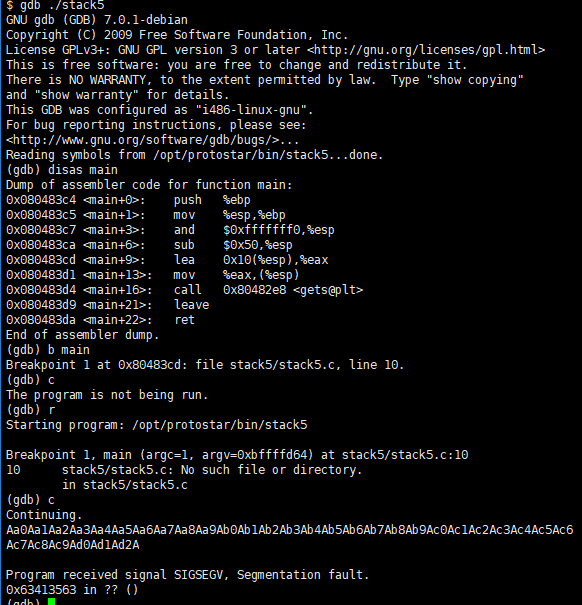 $ gdb ./stack5
GNU gdb (GDB) 7.0.1-debian
Copyright (C) 2009 Free Software Foundation, Inc.
License GPLv3+: GNU GPL version 3 or later <http://gnu.org/licenses/gpl.html>
This is free software: you are free to change and redistribute it.
There is NO WARRANTY, to the extent permitted by law.  Type "show copying"
and "show warranty" for details.
This GDB was configured as "i486-linux-gnu".
For bug reporting instructions, please see:
<http://www.gnu.org/software/gdb/bugs/>...
Reading symbols from /opt/protostar/bin/stack5...done.
(gdb) disas main
Dump of assembler code for function main:
0x080483c4 <main+0>:    push   %ebp
0x080483c5 <main+1>:    mov    %esp,%ebp
0x080483c7 <main+3>:    and    $0xfffffff0,%esp
0x080483ca <main+6>:    sub    $0x50,%esp
0x080483cd <main+9>:    lea    0x10(%esp),%eax
0x080483d1 <main+13>:   mov    %eax,(%esp)
0x080483d4 <main+16>:   call   0x80482e8 <gets@plt>
0x080483d9 <main+21>:   leave
0x080483da <main+22>:   ret
End of assembler dump.
(gdb) b main
Breakpoint 1 at 0x80483cd: file stack5/stack5.c, line 10.
(gdb) c
The program is not being run.
(gdb) r
Starting program: /opt/protostar/bin/stack5
Breakpoint 1, main (argc=1, argv=0xbffffd64) at stack5/stack5.c:10
10      stack5/stack5.c: No such file or directory.
        in stack5/stack5.c
(gdb) c
Continuing.
Aa0Aa1Aa2Aa3Aa4Aa5Aa6Aa7Aa8Aa9Ab0Ab1Ab2Ab3Ab4Ab5Ab6Ab7Ab8Ab9Ac0Ac1Ac2Ac3Ac4Ac5Ac6
Ac7Ac8Ac9Ad0Ad1Ad2A
Program received signal SIGSEGV, Segmentation fault.
0x63413563 in ?? ()
(gdb)